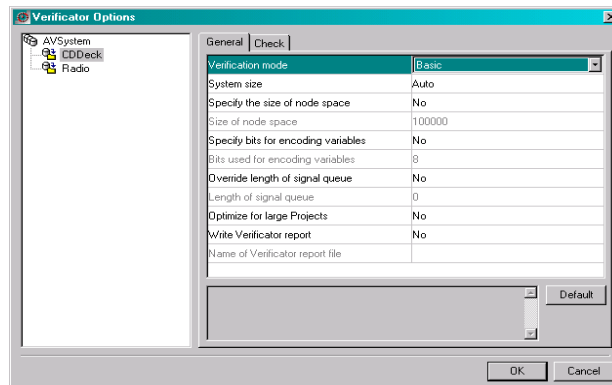 Verificator Options
AVSystem
CDDeck
Radio
General Check
Verification mode Basic
System size Auto
Specify the size of node space No
Size of node space 100000
Specify bits for encoding variables No
Bits used for encoding variables 8
Override length of signal queue No
Length of signal queue 0
Optimize for large Projects No
Write Verificator report No
Name of Verificator report file
Default
OK Cancel